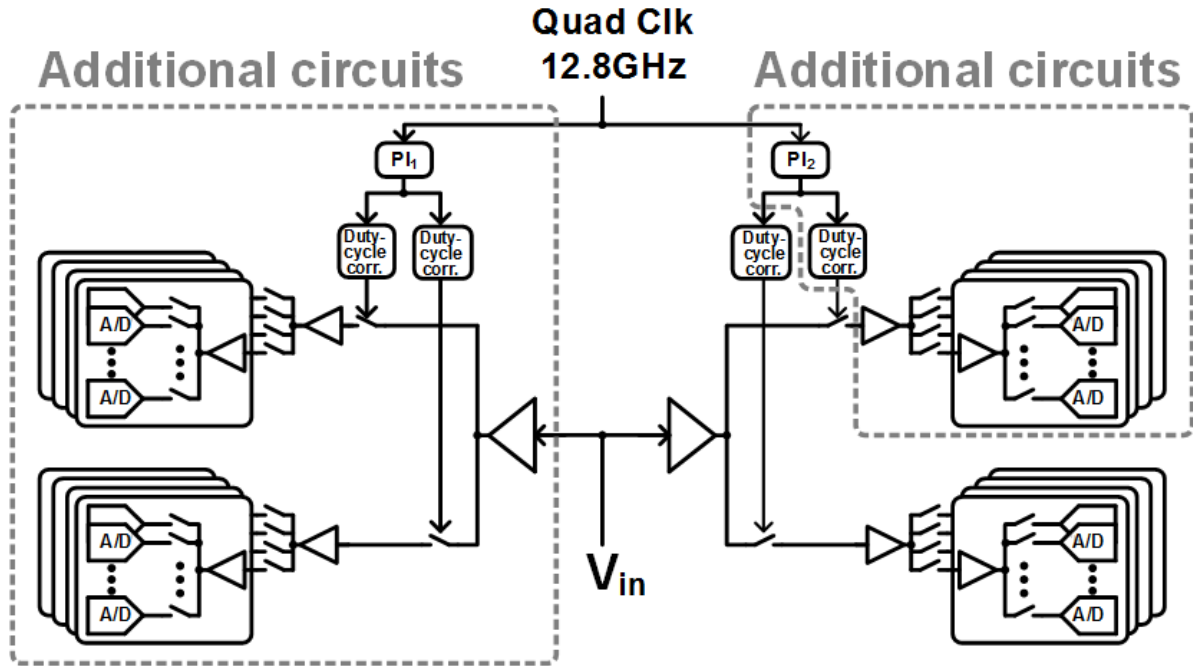 Quad Clk
12.8GHz
Additional circuits
Additional circuits
PI1
PI2
Duty-
cycle
corr.
Duty-
cycle
corr.
Duty-
cycle
corr.
Duty-
cycle
corr.
A/D
A/D
A/D
A/D
Vin
A/D
A/D
A/D
A/D